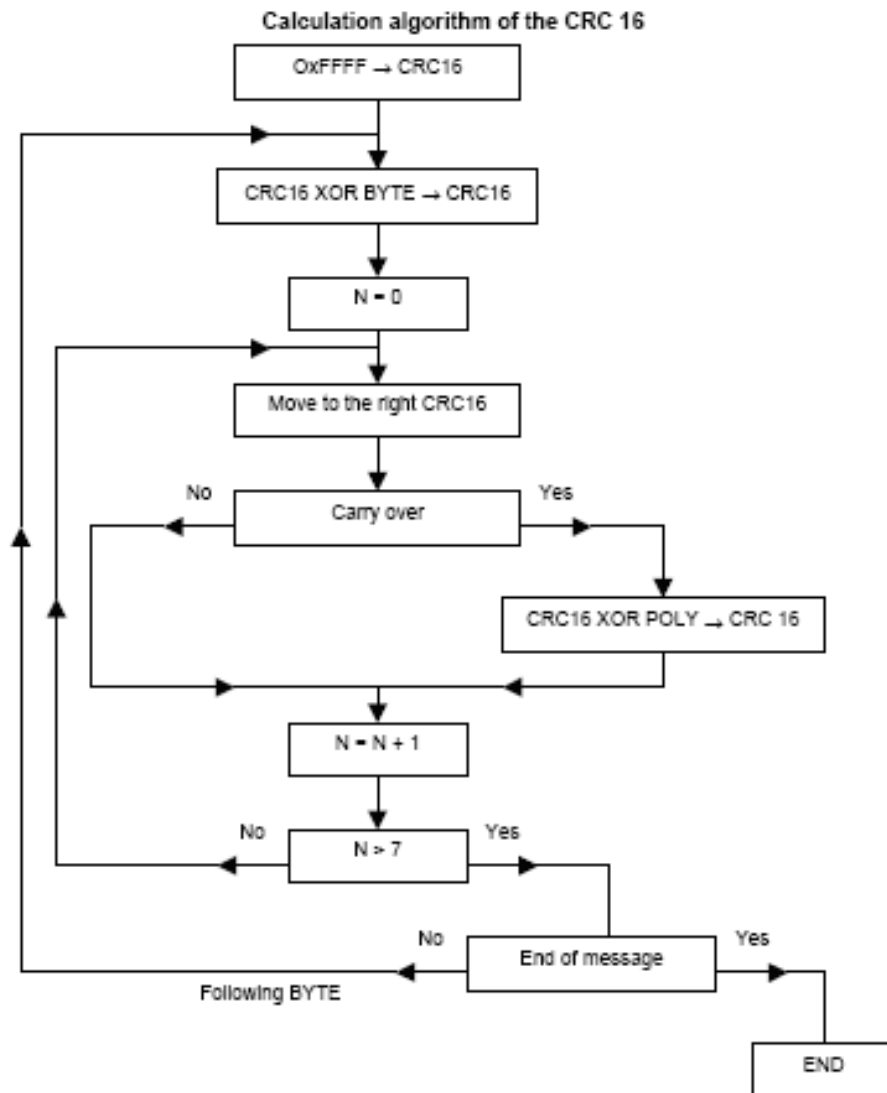 Calculation algorithm of the CRC 16
OxFFFF → CRC16
CRC16 XOR BYTE → CRC16
N = 0
Move to the right CRC16
No
Yes
Carry over
CRC16 XOR POLY → CRC 16
N = N + 1
No
Yes
N > 7
No
Yes
End of message
Following BYTE
END